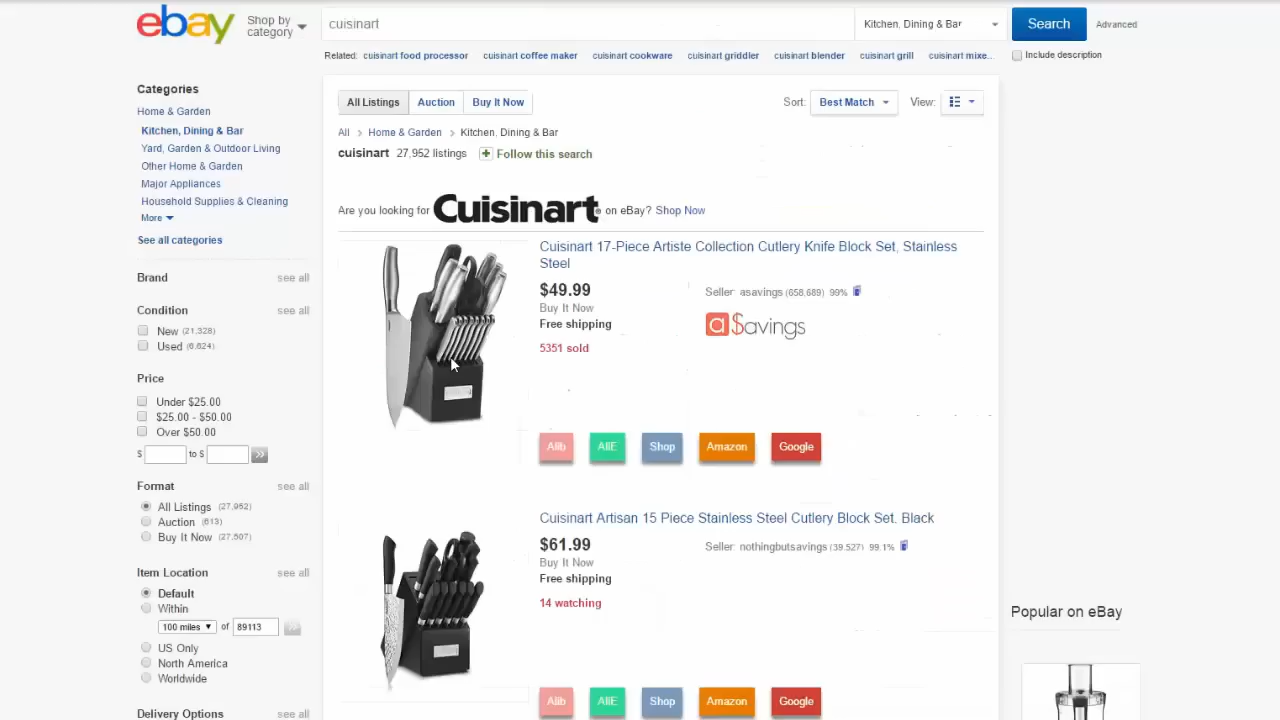 ebay
Shop by category
cuisinart
Kitchen, Dining & Bar
Search
Advanced
Related: cuisinart food processor cuisinart coffee maker cuisinart cookware cuisinart griddler cuisinart blender cuisinart grill cuisinart mixe...
Include description
Categories
Home & Garden
Kitchen, Dining & Bar
Yard, Garden & Outdoor Living
Other Home & Garden
Major Appliances
Household Supplies & Cleaning
More
See all categories
Brand see all
Condition see all
New (21,328)
Used (6,624)
Price
Under $25.00
$25.00 - $50.00
Over $50.00
$ to $ >>
Format see all
All Listings (27,952)
Auction (613)
Buy It Now (27,507)
Item Location see all
Default
Within
100 miles of 89113
US Only
North America
Worldwide
Delivery Options see all
All Listings Auction Buy It Now
Sort: Best Match View:
All > Home & Garden > Kitchen, Dining & Bar
cuisinart 27,952 listings + Follow this search
Are you looking for Cuisinart® on eBay? Shop Now
Cuisinart 17-Piece Artiste Collection Cutlery Knife Block Set, Stainless
Steel
$49.99
Buy It Now
Free shipping
5351 sold
Seller: asavings (658,689) 99%
a $avings
Alib AliE Shop Amazon Google
Cuisinart Artisan 15 Piece Stainless Steel Cutlery Block Set, Black
$61.99
Buy It Now
Free shipping
14 watching
Seller: nothingbutsavings (39,527) 99.1%
Alib AliE Shop Amazon Google
Popular on eBay